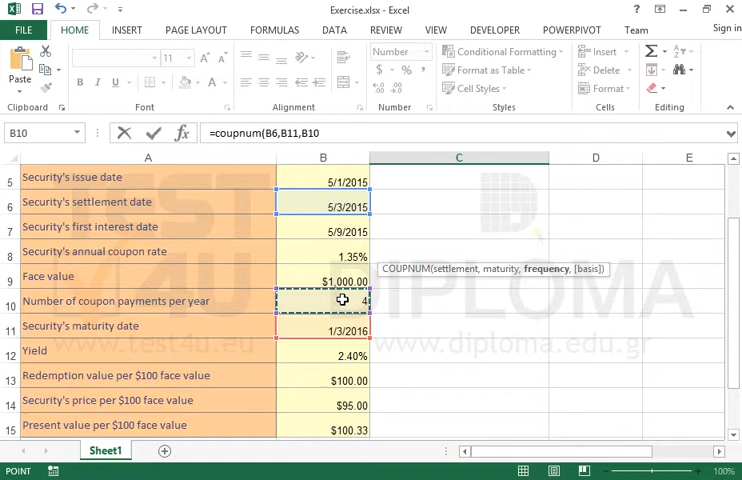 Exercise.xlsx - Excel
FILE HOME INSERT PAGE LAYOUT FORMULAS DATA REVIEW VIEW DEVELOPER POWERPIVOT Team Sign in
Paste
Clipboard
11
Font
Alignment
Number
$ % ,
Number
Conditional Formatting
Format as Table
Cell Styles
Styles
Insert
Delete
Format
Cells
Editing
B10 fx =coupnum(B6,B11,B10
A B C D E
5 Security's issue date 5/1/2015
6 Security's settlement date 5/3/2015
7 Security's first interest date 5/9/2015
8 Security's annual coupon rate 1.35%
9 Face value $1,000.00
COUPNUM(settlement, maturity, frequency, [basis])
10 Number of coupon payments per year 4
11 Security's maturity date 1/3/2016
12 Yield 2.40%
13 Redemption value per $100 face value $100.00
14 Security's price per $100 face value $95.00
15 Present value per $100 face value $100.33
TEST4U
DIPLOMA
www.test4u.eu
www.diploma.edu.gr
Sheet1
POINT
100%